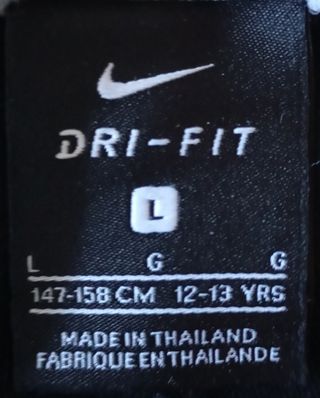 DRI-FIT
L
L G G
147-158 CM 12-13 YRS
MADE IN THAILAND
FABRIQUE EN THAILANDE